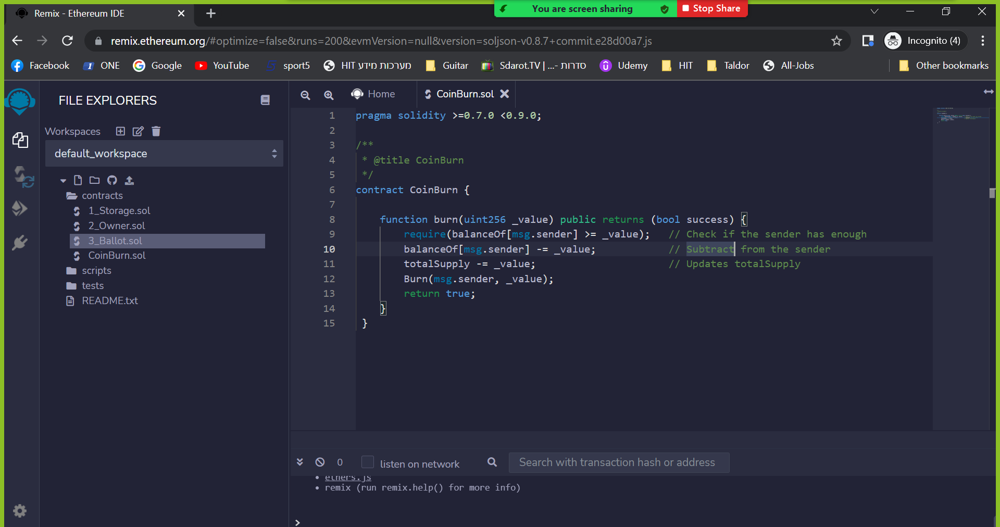 You are screen sharing
Stop Share
Remix - Ethereum IDE
remix.ethereum.org/#optimize=false&runs=200&evmVersion=null&version=soljson-v0.8.7+commit.e28d00a7.js
Incognito (4)
Facebook
ONE
Google
YouTube
sport5
HIT מערכות מידע
Guitar
Sdarot.TV | ...- סדרות
Udemy
HIT
Taldor
All-Jobs
Other bookmarks
FILE EXPLORERS
Workspaces
default_workspace
contracts
1_Storage.sol
2_Owner.sol
3_Ballot.sol
CoinBurn.sol
scripts
tests
README.txt
Home
CoinBurn.sol
1 pragma solidity >=0.7.0 <0.9.0;
2
3 /**
4 * @title CoinBurn
5 */
6 contract CoinBurn {
7
8 function burn(uint256 _value) public returns (bool success) {
9 require(balanceOf[msg.sender] >= _value); // Check if the sender has enough
10 balanceOf[msg.sender] -= _value; // Subtract from the sender
11 totalSupply -= _value; // Updates totalSupply
12 Burn(msg.sender, _value);
13 return true;
14 }
15 }
0
listen on network
Search with transaction hash or address
• ethers.js
• remix (run remix.help() for more info)
>